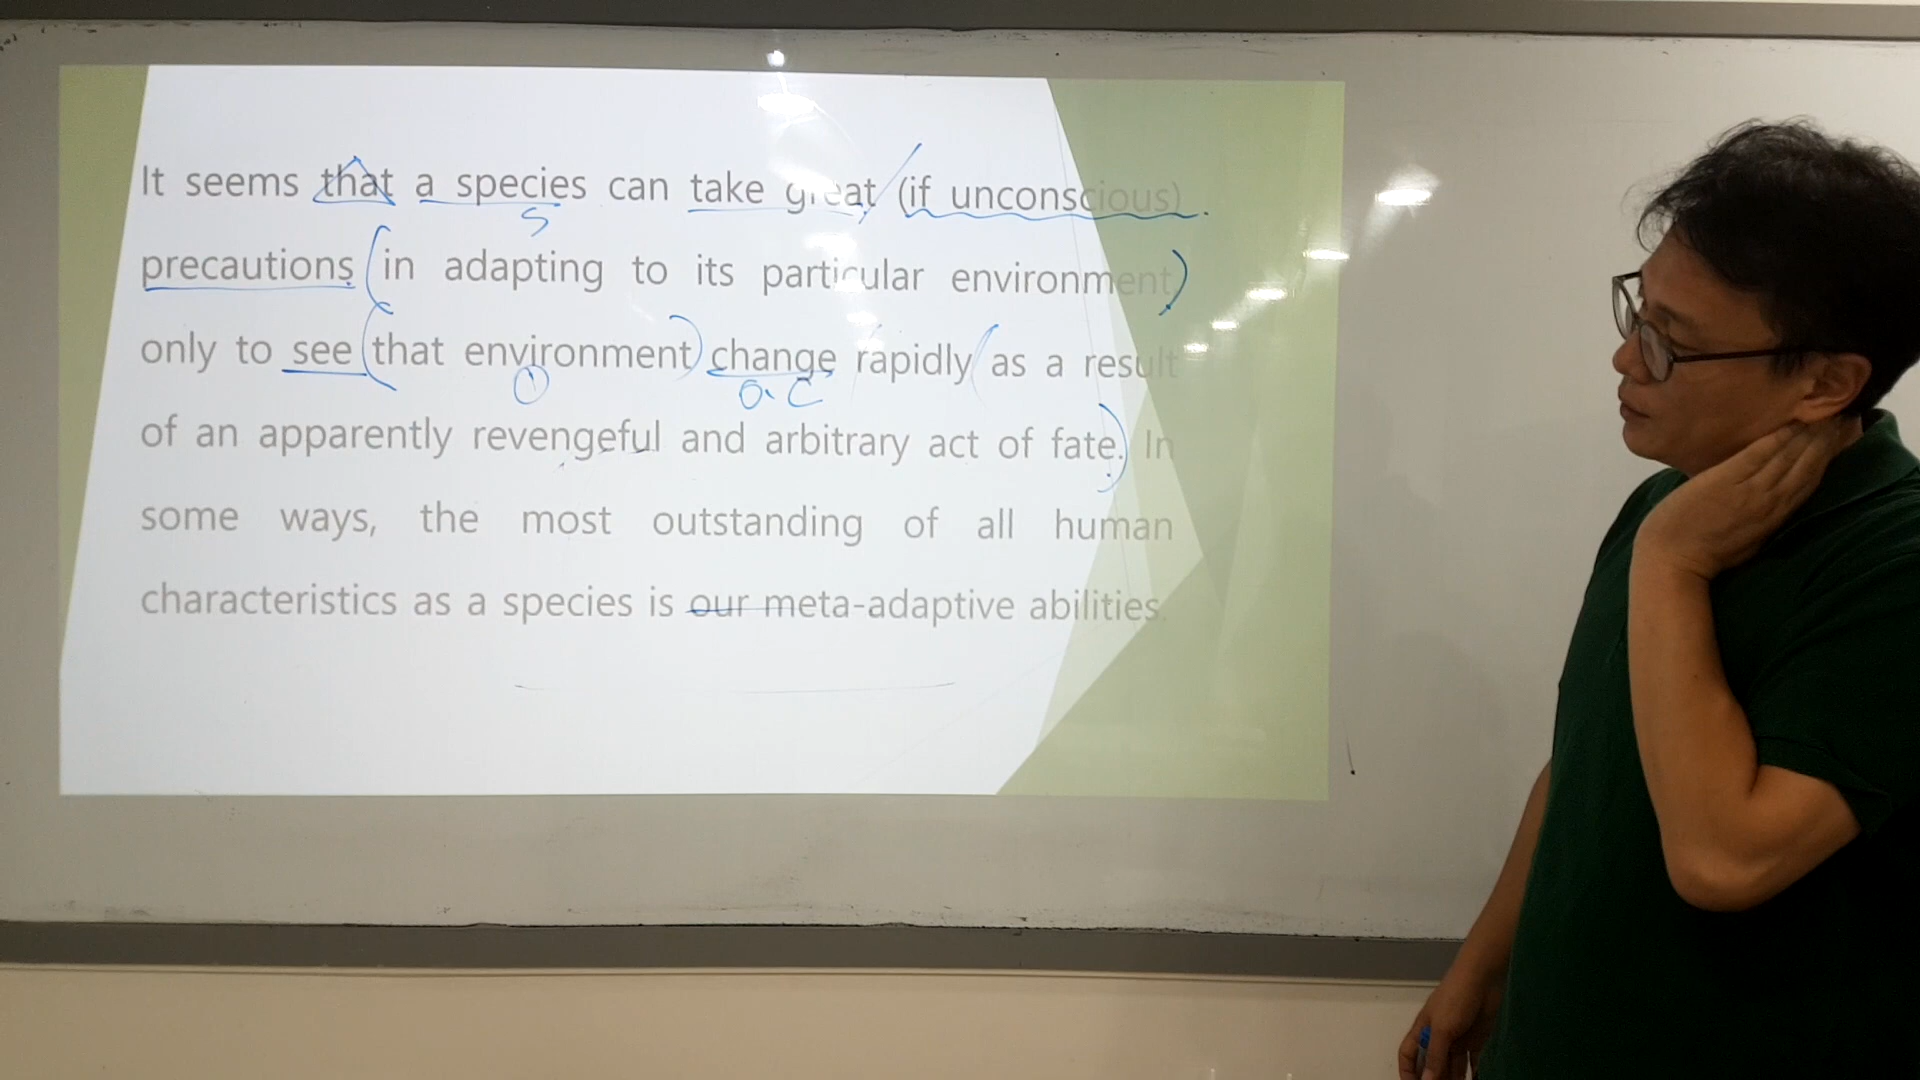 It seems that a species can take great (if unconscious)
S
precautions in adapting to its particular environment,
only to see that environment change rapidly as a result
O. C
of an apparently revengeful and arbitrary act of fate. In
some ways, the most outstanding of all human
characteristics as a species is our meta-adaptive abilities.